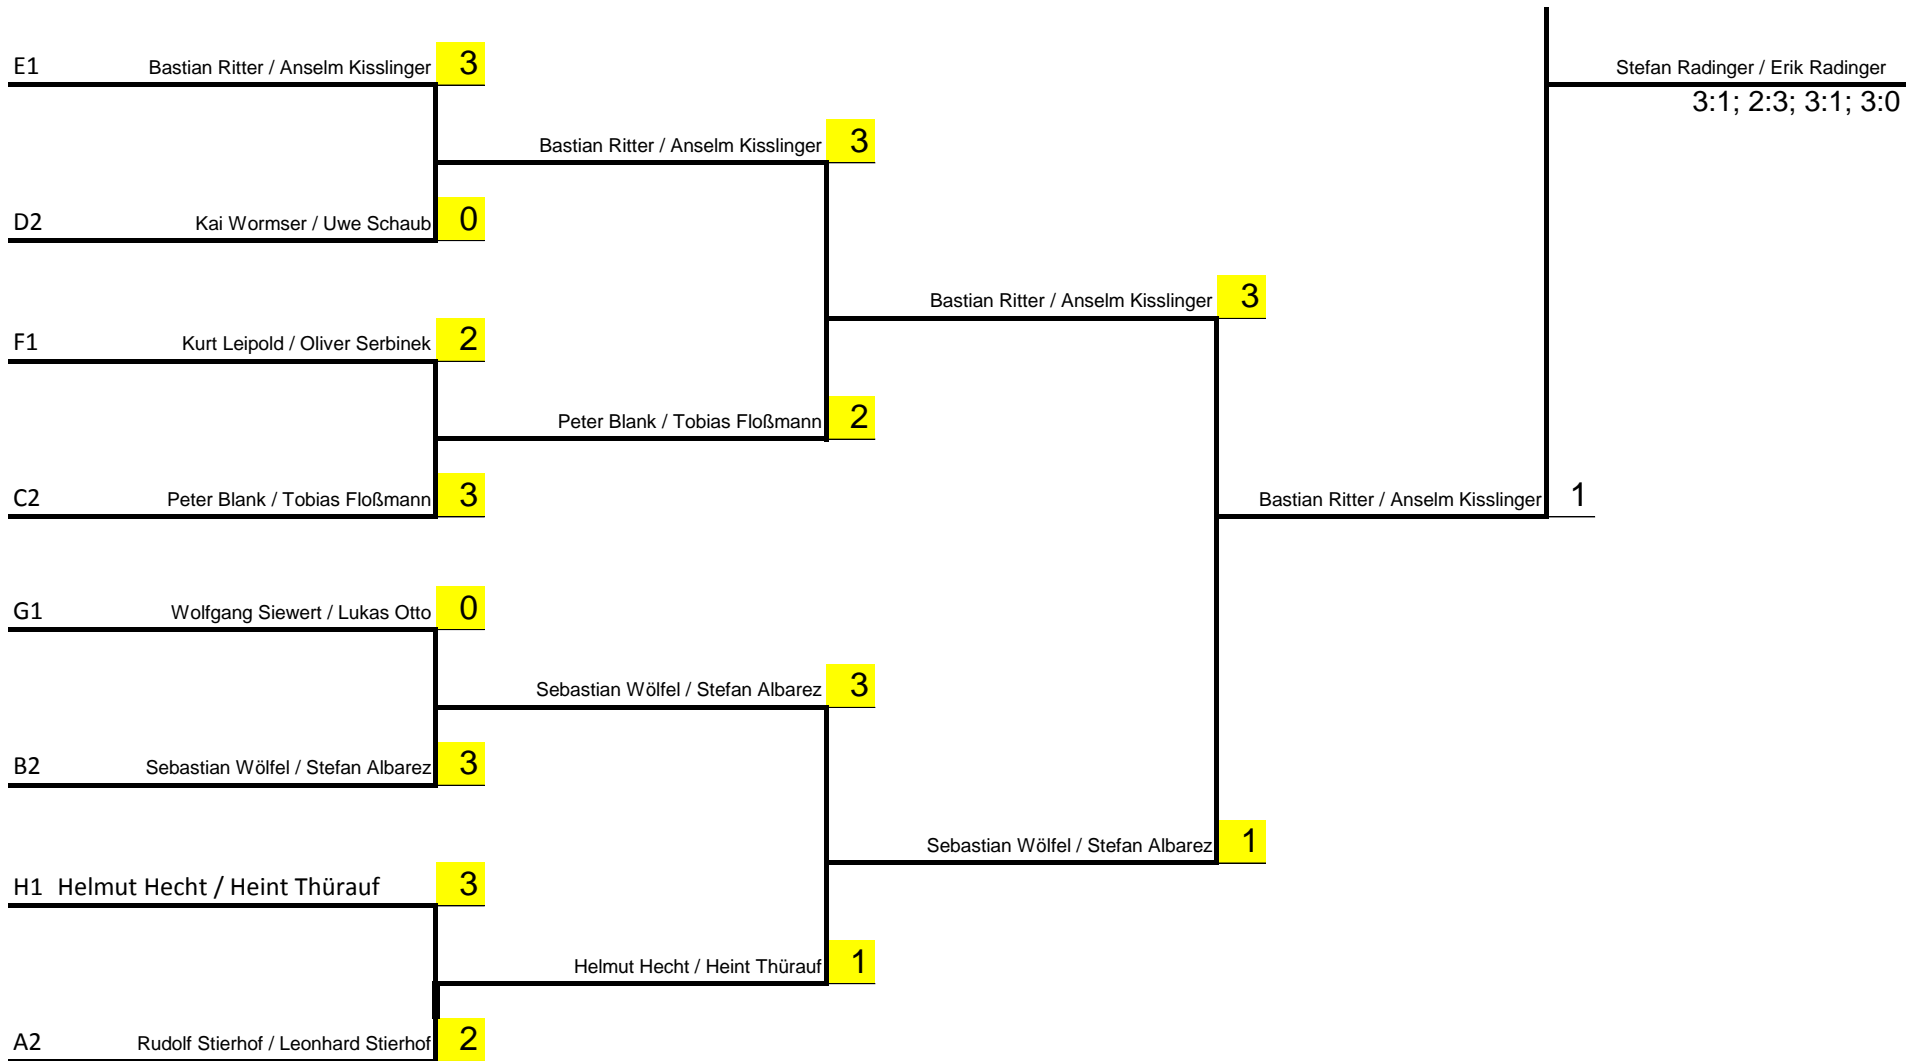 E1 Bastian Ritter / Anselm Kisslinger 3
Stefan Radinger / Erik Radinger
3:1; 2:3; 3:1; 3:0
Bastian Ritter / Anselm Kisslinger 3
D2 Kai Wormser / Uwe Schaub 0
Bastian Ritter / Anselm Kisslinger 3
F1 Kurt Leipold / Oliver Serbinek 2
Peter Blank / Tobias Floßmann 2
C2 Peter Blank / Tobias Floßmann 3
Bastian Ritter / Anselm Kisslinger 1
G1 Wolfgang Siewert / Lukas Otto 0
Sebastian Wölfel / Stefan Albarez 3
B2 Sebastian Wölfel / Stefan Albarez 3
Sebastian Wölfel / Stefan Albarez 1
H1 Helmut Hecht / Heint Thürauf 3
Helmut Hecht / Heint Thürauf 1
A2 Rudolf Stierhof / Leonhard Stierhof 2